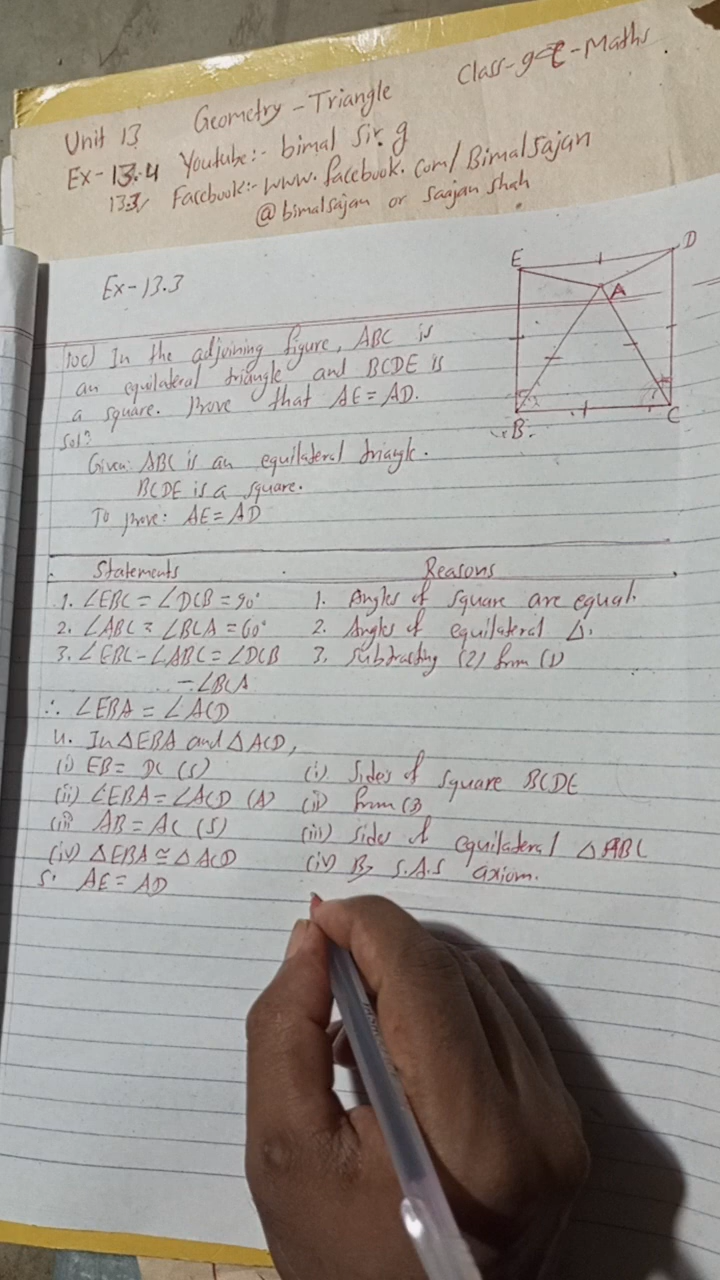 Unit 13 Geometry - Triangle Class-9 - Maths
Ex-13.4 Youtube:- bimal sir g
13.3, Facebook:- www.facebook.com/Bimalsajan
@bimalsajan or Saajan Shah
Ex-13.3
10c) In the adjoining figure, ABC is
an equilateral triangle and BCDE is
a square. Prove that AE = AD.
Solⁿ
Given: ABC is an equilateral triangle.
BCDE is a square.
To prove: AE = AD
E
D
A
B
C
Statements Reasons
1. ∠EBC = ∠DCB = 90° 1. Angles of square are equal.
2. ∠ABC = ∠BCA = 60° 2. Angles of equilateral Δ.
3. ∠EBC - ∠ABC = ∠DCB 3. Subtracting (2) from (1)
- ∠BCA
∴ ∠EBA = ∠ACD
4. In ΔEBA and ΔACD,
(i) EB = DC (S) (i) Sides of square BCDE
(ii) ∠EBA = ∠ACD (A) (ii) from (3)
(iii) AB = AC (S) (iii) Sides of equilateral ΔABC
(iv) ΔEBA ≅ ΔACD (iv) By S.A.S axiom.
5. AE = AD